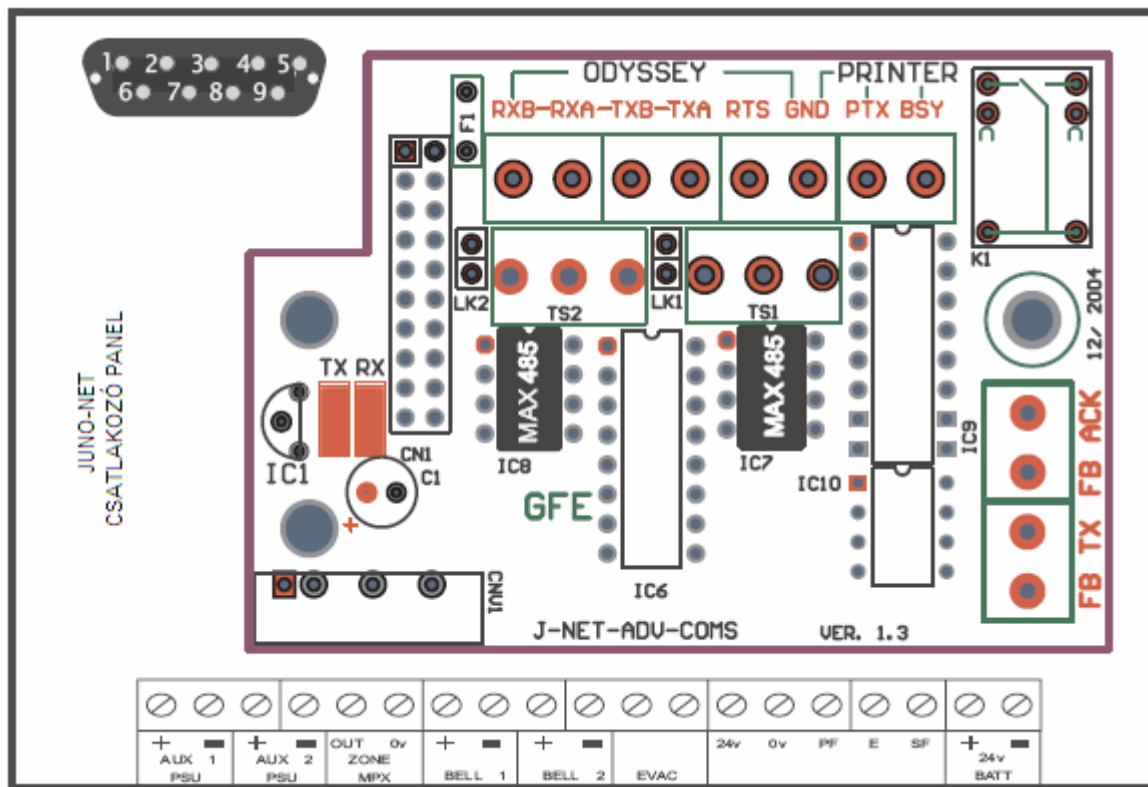 1 2 3 4 5
6 7 8 9
ODYSSEY PRINTER
RXB-RXA-TXB-TXA RTS GND PTX BSY
F1
K1
LK2
TS2
LK1
TS1
12/ 2004
JUNO-NET
CSATLAKOZÓ PANEL
TX RX
MAX 485
MAX 485
IC1
CN1
C1
+
IC8
IC7
IC9
IC10
FB ACK
FB TX
GFE
IC6
CNV1
J-NET-ADV-COMS
VER. 1.3
+ - + - OUT 0v + - + - 24v 0v PF E SF + -
AUX 1 AUX 2 ZONE 24v
PSU PSU MPX BELL 1 BELL 2 EVAC BATT